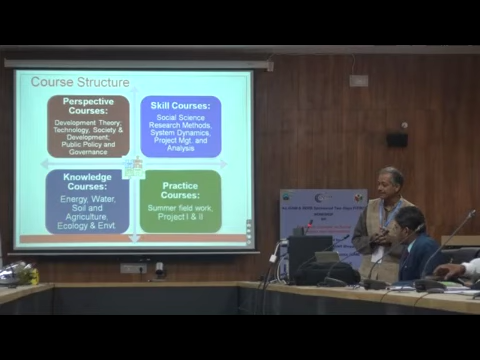 Course Structure
Perspective
Courses:
Development Theory;
Technology, Society &
Development;
Public Policy and
Governance
Skill Courses:
Social Science
Research Methods,
System Dynamics,
Project Mgt. and
Analysis
Knowledge
Courses:
Energy, Water,
Soil and
Agriculture,
Ecology & Envt.
Practice
Courses:
Summer field work,
Project I & II